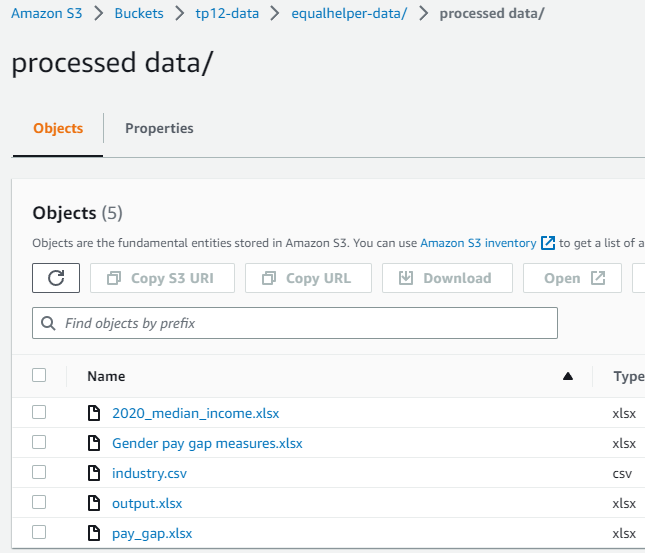 Amazon S3 > Buckets > tp12-data > equalhelper-data/ > processed data/
processed data/
Objects Properties
Objects (5)
Objects are the fundamental entities stored in Amazon S3. You can use Amazon S3 inventory to get a list of a
Copy S3 URI Copy URL Download Open
Find objects by prefix
Name Type
2020_median_income.xlsx xlsx
Gender pay gap measures.xlsx xlsx
industry.csv csv
output.xlsx xlsx
pay_gap.xlsx xlsx